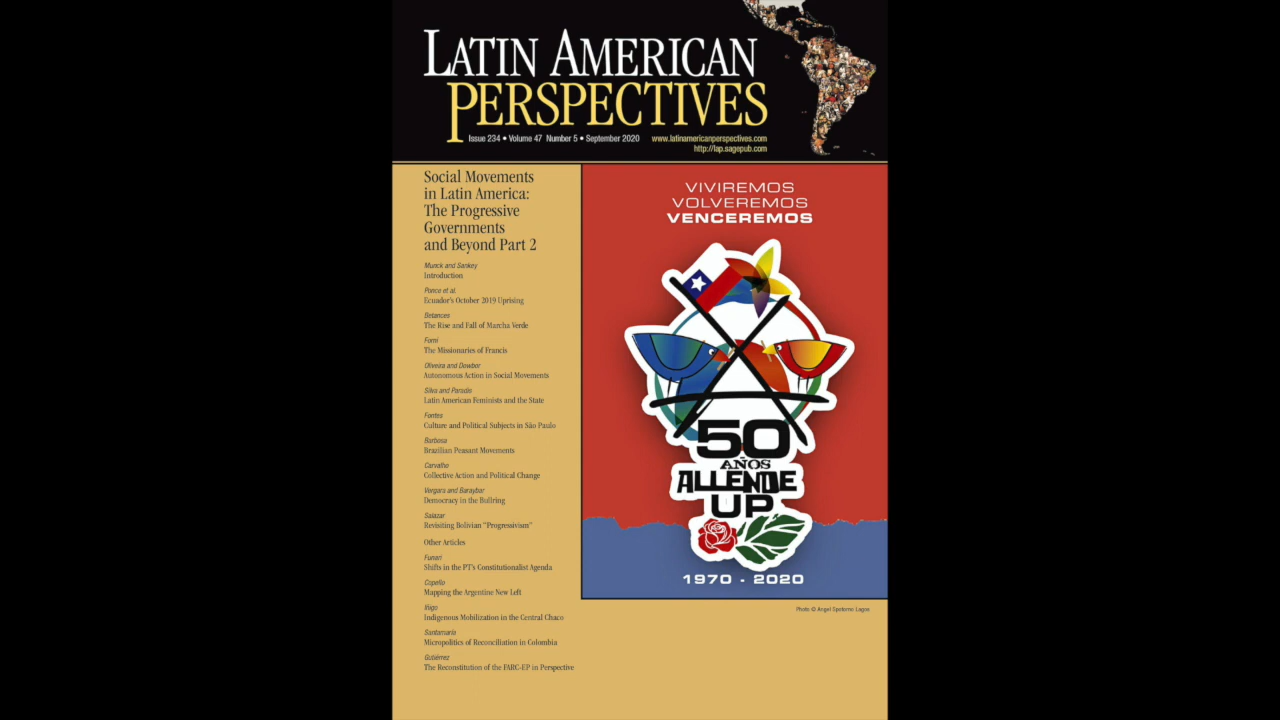 LATIN AMERICAN
PERSPECTIVES
Issue 234 • Volume 47 Number 5 • September 2020 www.latinamericanperspectives.com
http://lap.sagepub.com
Social Movements
in Latin America:
The Progressive
Governments
and Beyond Part 2
Munck and Sankey
Introduction
Ponce et al.
Ecuador's October 2019 Uprising
Betances
The Rise and Fall of Marcha Verde
Forni
The Missionaries of Francis
Oliveira and Dowbor
Autonomous Action in Social Movements
Silva and Paradis
Latin American Feminists and the State
Fontes
Culture and Political Subjects in São Paulo
Barbosa
Brazilian Peasant Movements
Carvalho
Collective Action and Political Change
Vergara and Baraybar
Democracy in the Bullring
Salazar
Revisiting Bolivian "Progressivism"
Other Articles
Funari
Shifts in the PT's Constitutionalist Agenda
Copello
Mapping the Argentine New Left
Iñigo
Indigenous Mobilization in the Central Chaco
Santamaría
Micropolitics of Reconciliation in Colombia
Gutiérrez
The Reconstitution of the FARC-EP in Perspective
VIVIREMOS
VOLVEREMOS
VENCEREMOS
50
AÑOS
ALLENDE
UP
1970 - 2020
Photo © Angel Spotorno Lagos